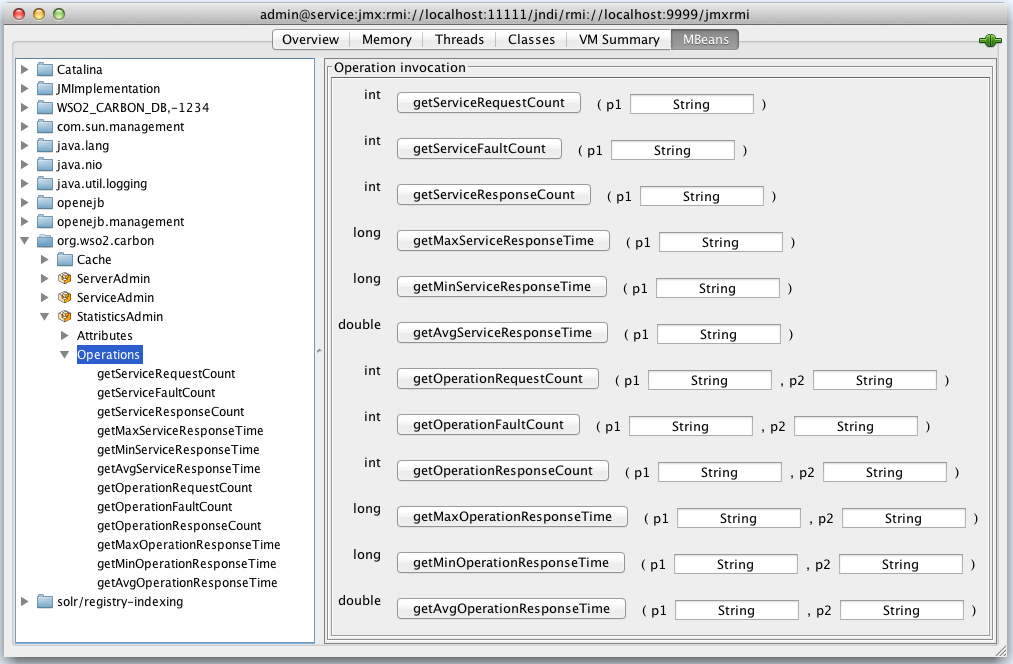 admin@service:jmx:rmi://localhost:11111/jndi/rmi://localhost:9999/jmxrmi
Overview Memory Threads Classes VM Summary MBeans
Catalina
JMImplementation
WSO2_CARBON_DB,-1234
com.sun.management
java.lang
java.nio
java.util.logging
openejb
openejb.management
org.wso2.carbon
Cache
ServerAdmin
ServiceAdmin
StatisticsAdmin
Attributes
Operations
getServiceRequestCount
getServiceFaultCount
getServiceResponseCount
getMaxServiceResponseTime
getMinServiceResponseTime
getAvgServiceResponseTime
getOperationRequestCount
getOperationFaultCount
getOperationResponseCount
getMaxOperationResponseTime
getMinOperationResponseTime
getAvgOperationResponseTime
solr/registry-indexing
Operation invocation
int getServiceRequestCount ( p1 String )
int getServiceFaultCount ( p1 String )
int getServiceResponseCount ( p1 String )
long getMaxServiceResponseTime ( p1 String )
long getMinServiceResponseTime ( p1 String )
double getAvgServiceResponseTime ( p1 String )
int getOperationRequestCount ( p1 String , p2 String )
int getOperationFaultCount ( p1 String , p2 String )
int getOperationResponseCount ( p1 String , p2 String )
long getMaxOperationResponseTime ( p1 String , p2 String )
long getMinOperationResponseTime ( p1 String , p2 String )
double getAvgOperationResponseTime ( p1 String , p2 String )